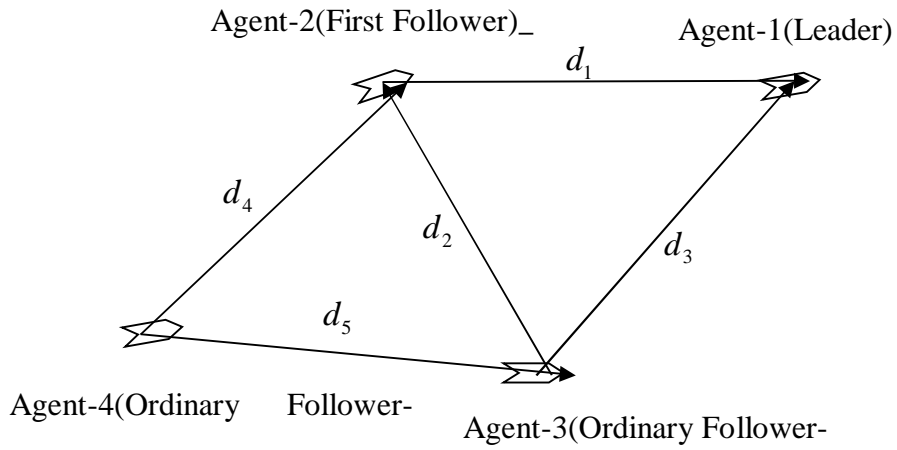 Agent-2(First Follower)_
Agent-1(Leader)
d1
d4
d2
d3
d5
Agent-4(Ordinary Follower-
Agent-3(Ordinary Follower-